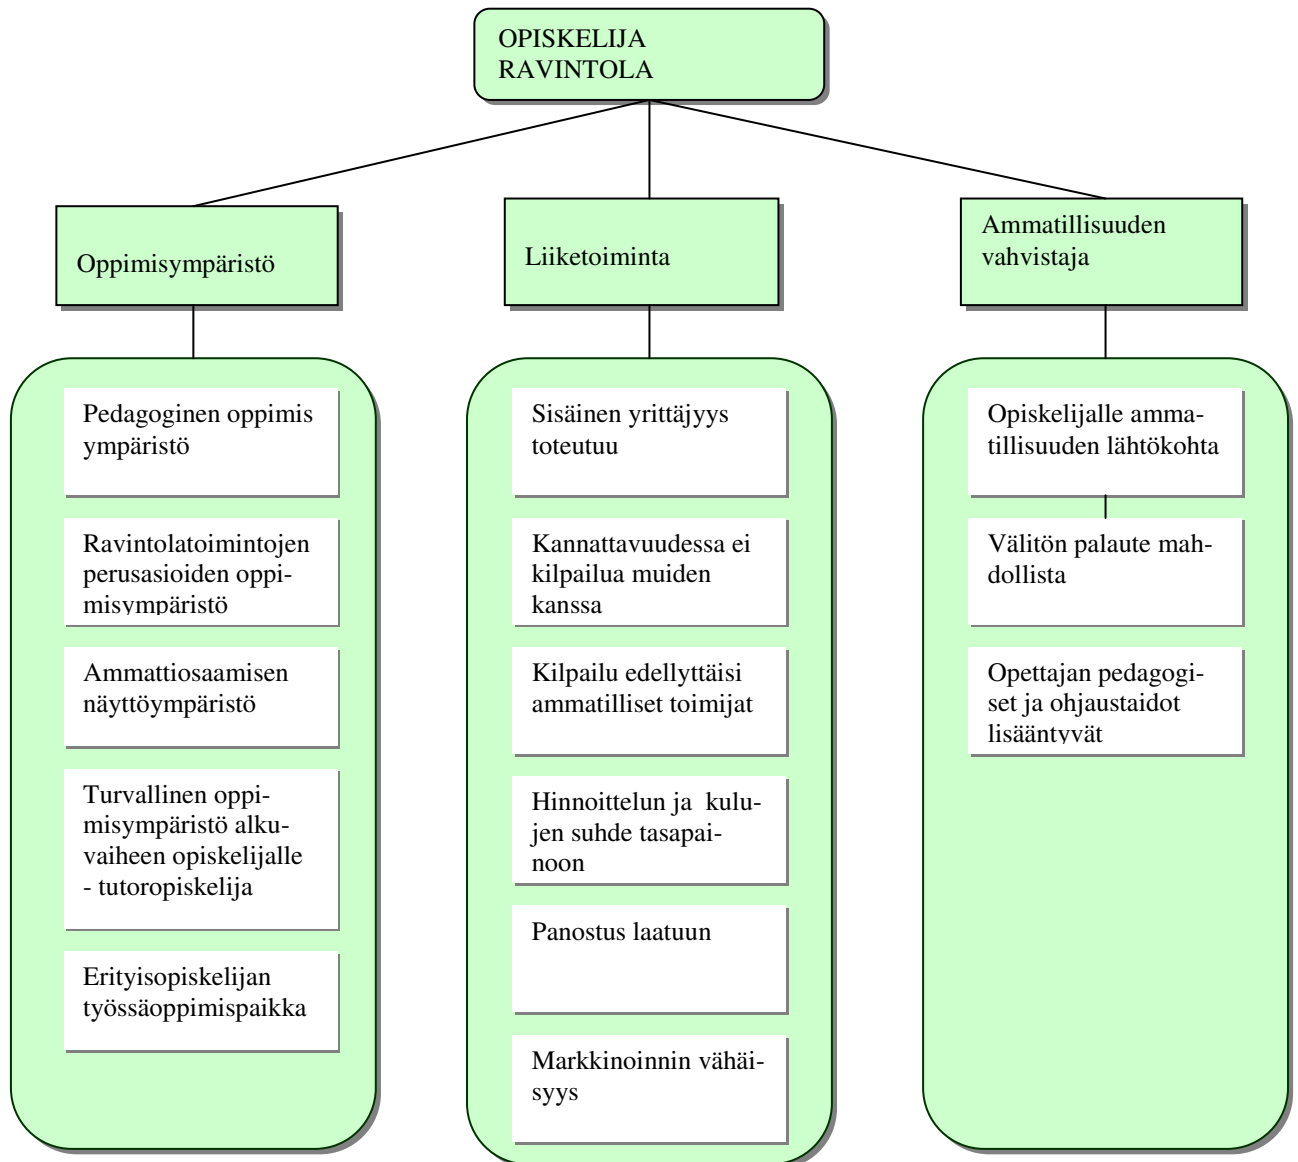 OPISKELIJA
RAVINTOLA
Oppimisympäristö
Liiketoiminta
Ammatillisuuden
vahvistaja
Pedagoginen oppimis
ympäristö
Ravintolatoimintojen
perusasioiden oppi-
misympäristö
Ammattiosaamisen
näyttöympäristö
Turvallinen oppi-
misympäristö alku-
vaiheen opiskelijalle
- tutoropiskelija
Erityisopiskelijan
työssäoppimispaikka
Sisäinen yrittäjyys
toteutuu
Kannattavuudessa ei
kilpailua muiden
kanssa
Kilpailu edellyttäisi
ammatilliset toimijat
Hinnoittelun ja  kulu-
jen suhde tasapai-
noon
Panostus laatuun
Markkinoinnin vähäi-
syys
Opiskelijalle amma-
tillisuuden lähtökohta
Välitön palaute mah-
dollista
Opettajan pedagogi-
set ja ohjaustaidot
lisääntyvät